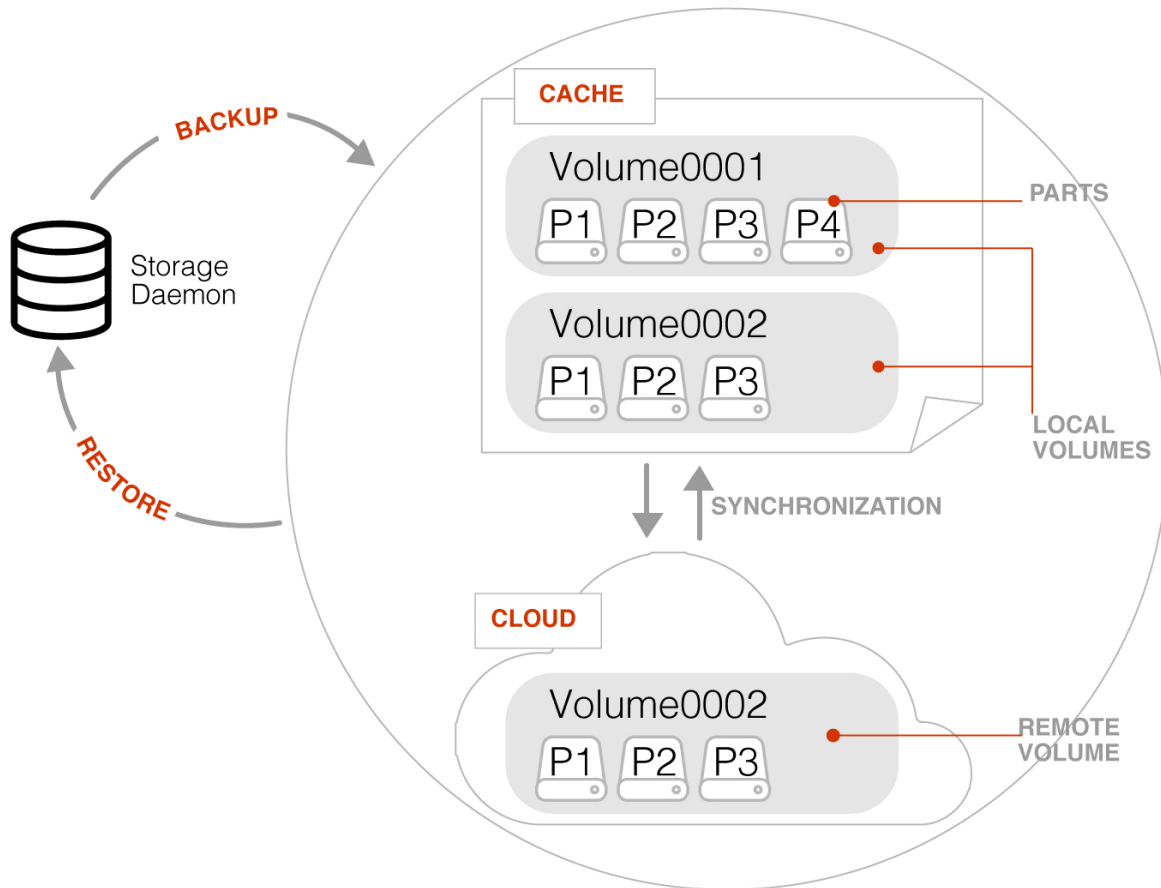 CACHE
BACKUP
Volume0001
P1 P2 P3 P4
PARTS
Storage
Daemon
Volume0002
P1 P2 P3
LOCAL
VOLUMES
RESTORE
SYNCHRONIZATION
CLOUD
Volume0002
P1 P2 P3
REMOTE
VOLUME